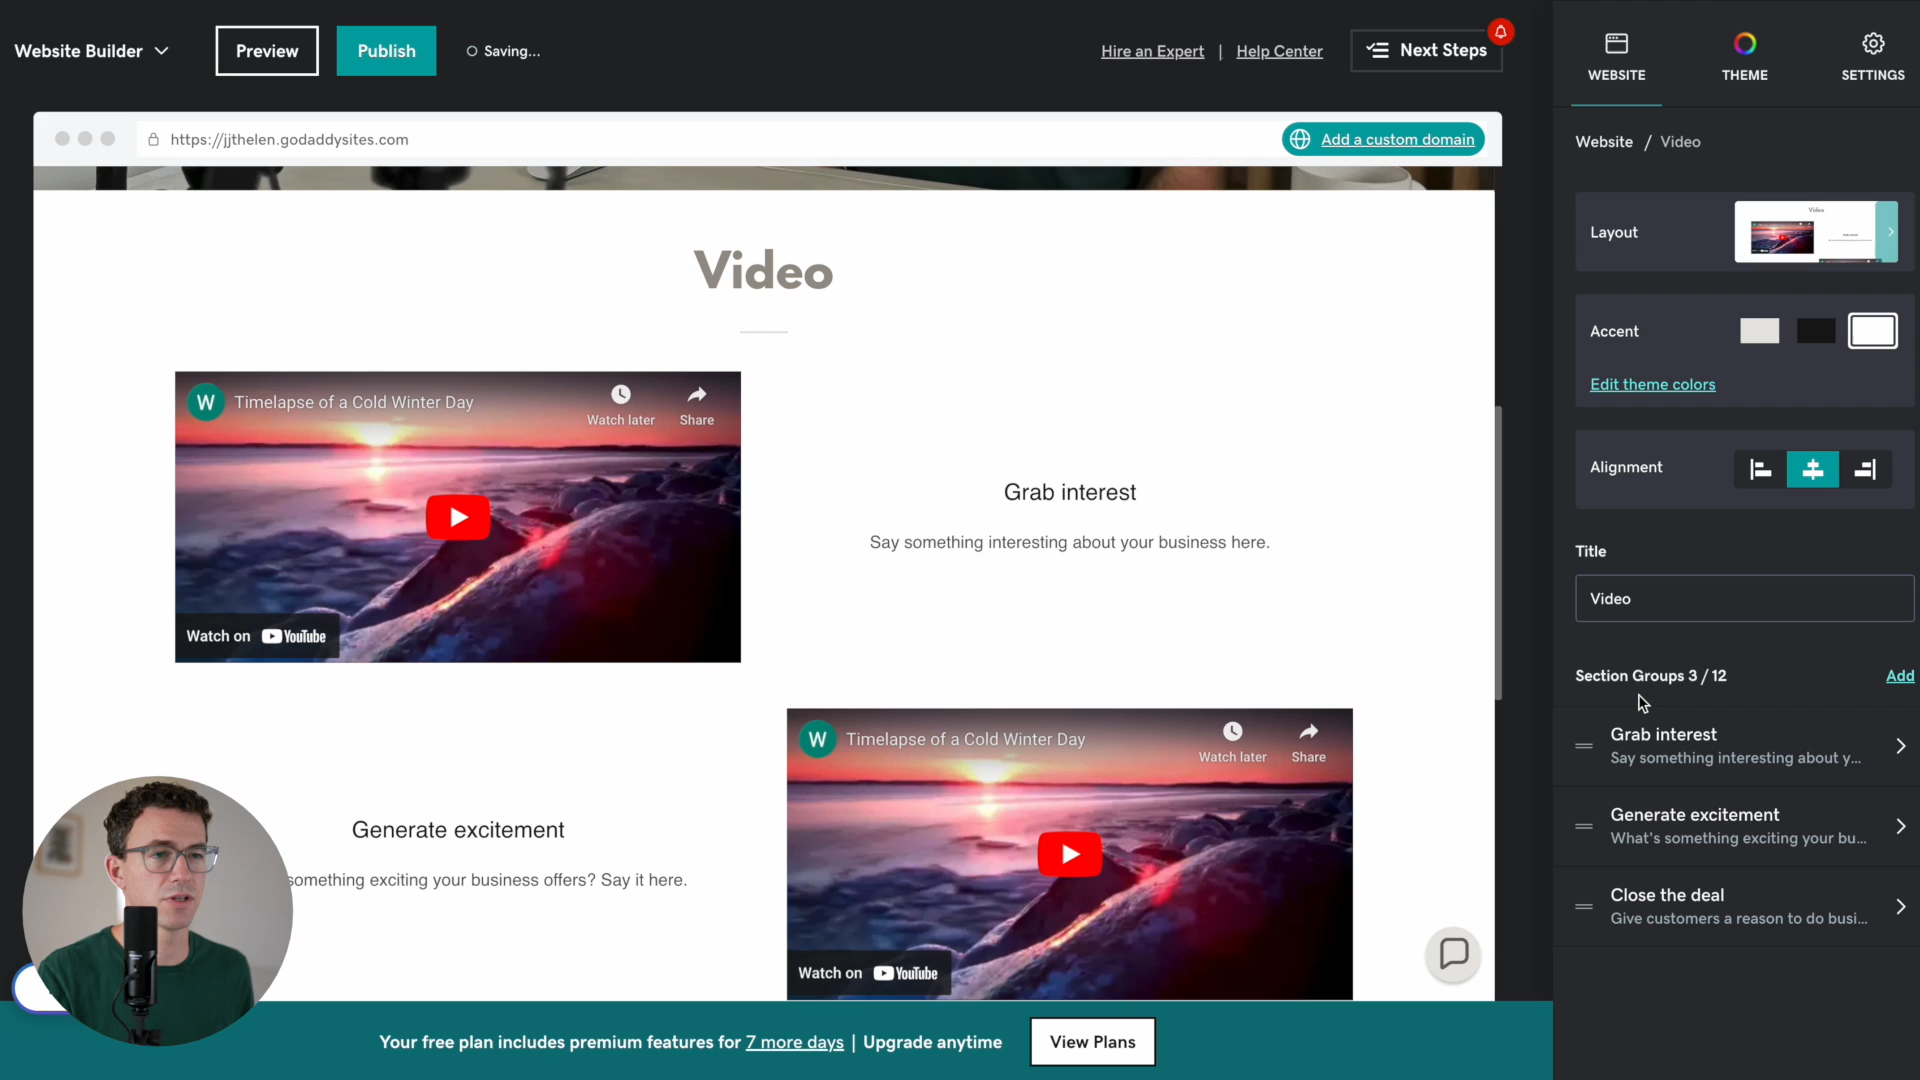 Website Builder
Preview
Publish
Saving...
Hire an Expert | Help Center
Next Steps
WEBSITE
THEME
SETTINGS
https://jjthelen.godaddysites.com
Add a custom domain
Website / Video
Layout
Video
Accent
Edit theme colors
Alignment
Title
Video
Section Groups 3 / 12
Add
Grab interest
Say something interesting about y...
Generate excitement
What's something exciting your bu...
Close the deal
Give customers a reason to do busi...
Video
W
Timelapse of a Cold Winter Day
Watch later
Share
Watch on YouTube
Grab interest
Say something interesting about your business here.
Generate excitement
something exciting your business offers? Say it here.
W
Timelapse of a Cold Winter Day
Watch later
Share
Watch on YouTube
Your free plan includes premium features for 7 more days | Upgrade anytime
View Plans